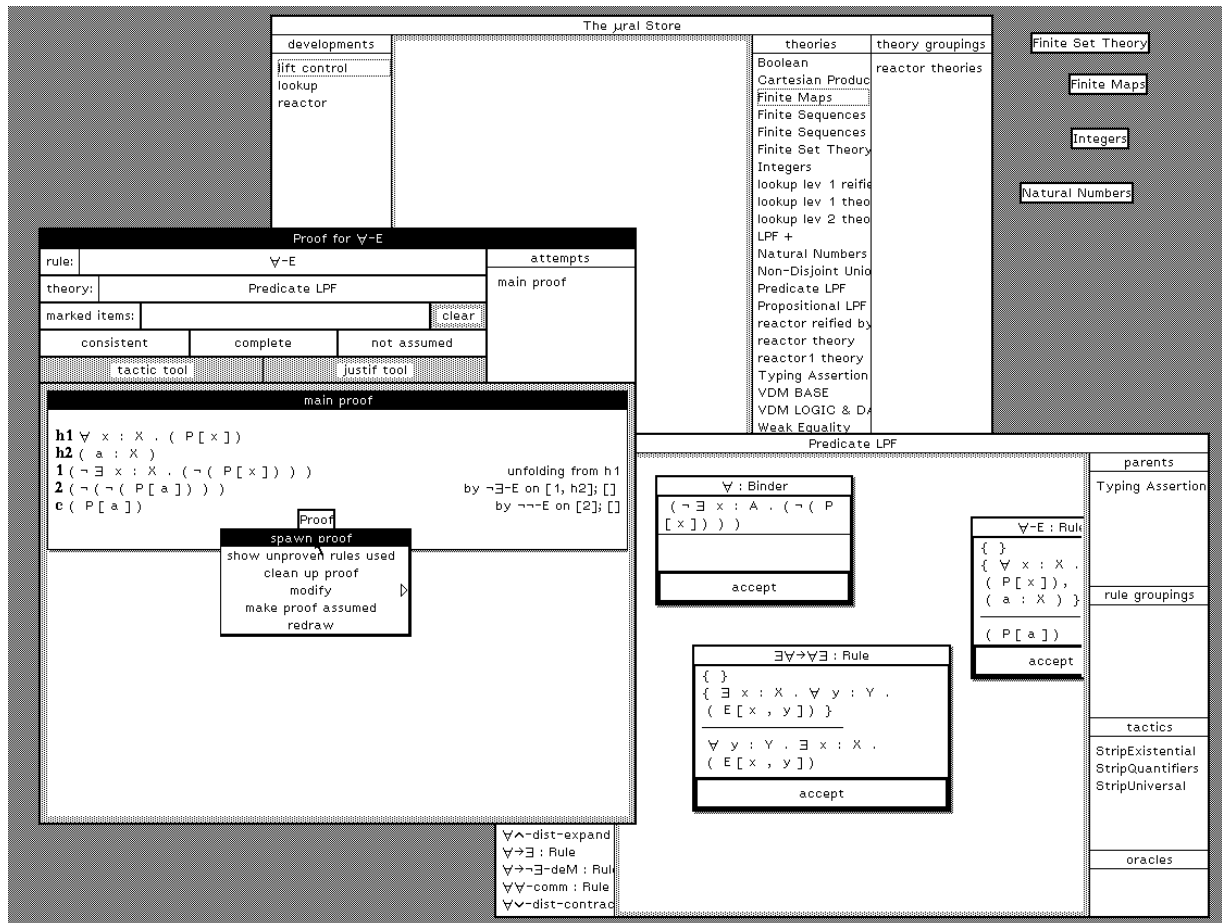 The μral Store
developments
lift control
lookup
reactor
theories
Boolean
Cartesian Produc
Finite Maps
Finite Sequences
Finite Sequences
Finite Set Theory
Integers
lookup lev 1 reifie
lookup lev 1 theo
lookup lev 2 theo
LPF +
Natural Numbers
Non-Disjoint Unio
Predicate LPF
Propositional LPF
reactor reified by
reactor theory
reactor1 theory
Typing Assertion
VDM BASE
VDM LOGIC & DA
Weak Equality
theory groupings
reactor theories
Finite Set Theory
Finite Maps
Integers
Natural Numbers
Proof for ∀-E
rule: ∀-E
theory: Predicate LPF
marked items: clear
consistent complete not assumed
tactic tool justif tool
attempts
main proof
main proof
h1 ∀ x : X . ( P [ x ] )
h2 ( a : X )
1 ( ¬ ∃ x : X . ( ¬ ( P [ x ] ) ) ) unfolding from h1
2 ( ¬ ( ¬ ( P [ a ] ) ) ) by ¬∃-E on [1, h2]; []
c ( P [ a ] ) by ¬¬-E on [2]; []
Proof
spawn proof
show unproven rules used
clean up proof
modify
make proof assumed
redraw
Predicate LPF
∀ : Binder
( ¬ ∃ x : A . ( ¬ ( P
[ x ] ) ) )
accept
∀-E : Rule
{ }
{ ∀ x : X .
( P [ x ] ),
( a : X ) }
( P [ a ] )
accept
∃∀→∀∃ : Rule
{ }
{ ∃ x : X . ∀ y : Y .
( E [ x , y ] ) }
∀ y : Y . ∃ x : X .
( E [ x , y ] )
accept
parents
Typing Assertion
rule groupings
tactics
StripExistential
StripQuantifiers
StripUniversal
oracles
∀∧-dist-expand
∀→∃ : Rule
∀→¬∃-deM : Rule
∀∀-comm : Rule
∀∨-dist-contrac